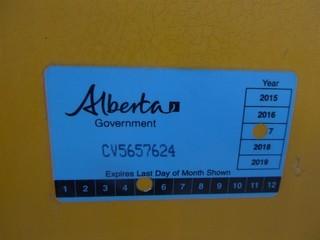 Alberta
Government
CV5657624
Year
2015
2016
7
2018
2019
Expires Last Day of Month Shown
1 2 3 4 6 7 8 9 10 11 12